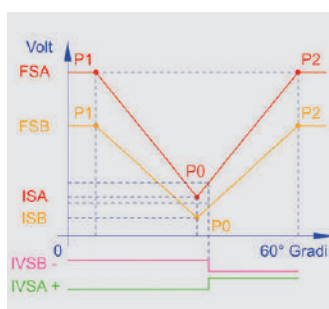 Volt
P1
P2
FSA
P1
P2
FSB
P0
ISA
ISB
P0
0
60° Gradi
IVSB -
IVSA +